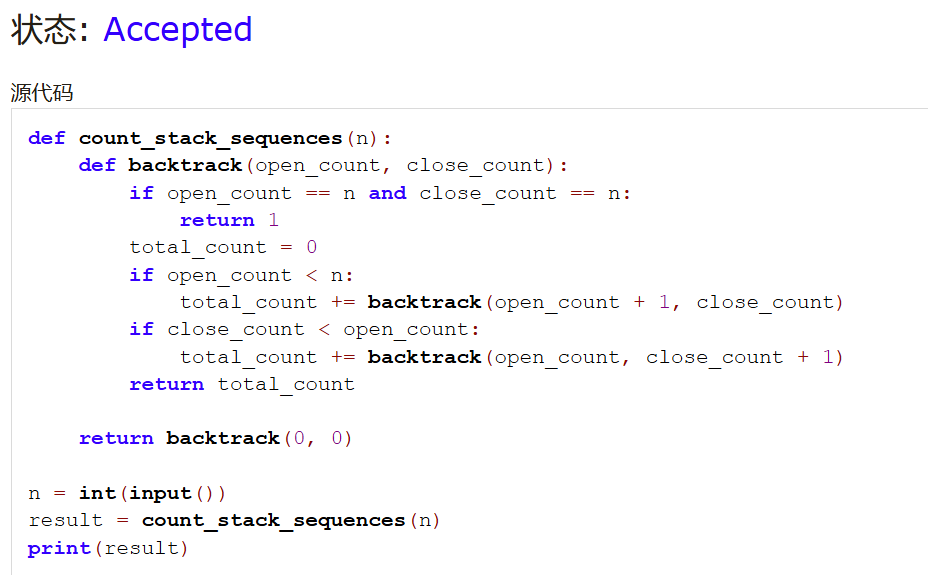 状态: Accepted
源代码
def count_stack_sequences(n):
    def backtrack(open_count, close_count):
        if open_count == n and close_count == n:
            return 1
        total_count = 0
        if open_count < n:
            total_count += backtrack(open_count + 1, close_count)
        if close_count < open_count:
            total_count += backtrack(open_count, close_count + 1)
        return total_count
    return backtrack(0, 0)
n = int(input())
result = count_stack_sequences(n)
print(result)